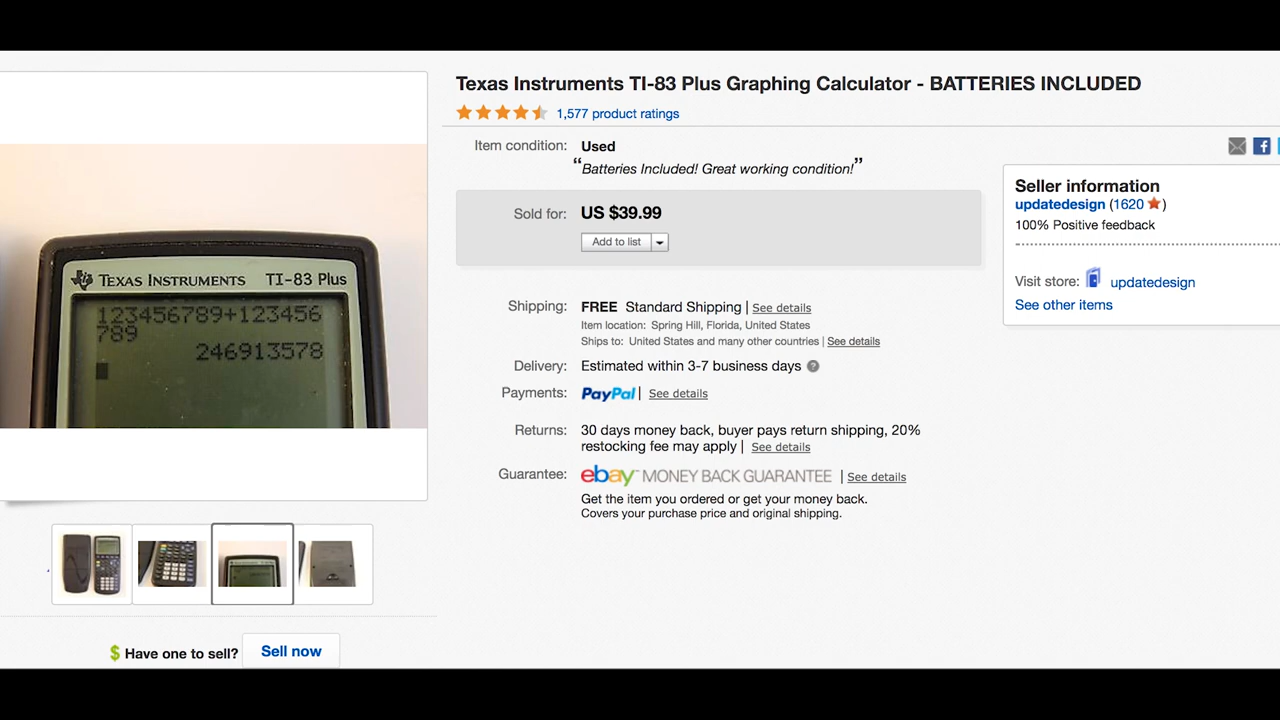 Texas Instruments TI-83 Plus Graphing Calculator - BATTERIES INCLUDED
1,577 product ratings
Item condition: Used
“Batteries Included! Great working condition!”
Sold for: US $39.99
Add to list
Shipping: FREE Standard Shipping | See details
Item location: Spring Hill, Florida, United States
Ships to: United States and many other countries | See details
Delivery: Estimated within 3-7 business days ?
Payments: PayPal | See details
Returns: 30 days money back, buyer pays return shipping, 20%
restocking fee may apply | See details
Guarantee: ebay MONEY BACK GUARANTEE | See details
Get the item you ordered or get your money back.
Covers your purchase price and original shipping.
Seller information
updatedesign (1620 )
100% Positive feedback
Visit store: updatedesign
See other items
TEXAS INSTRUMENTS TI-83 Plus
123456789+123456
789
246913578
$ Have one to sell? Sell now